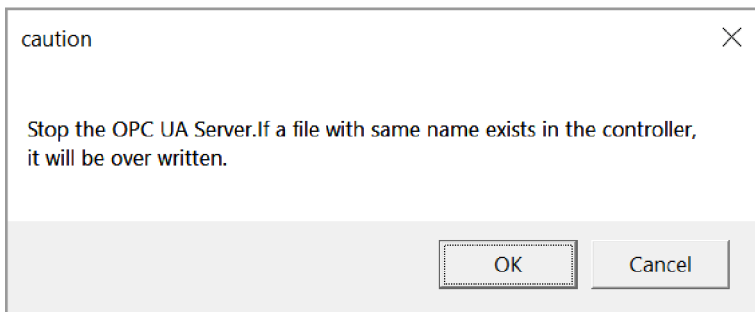 caution
Stop the OPC UA Server.If a file with same name exists in the controller,
it will be over written.
OK
Cancel